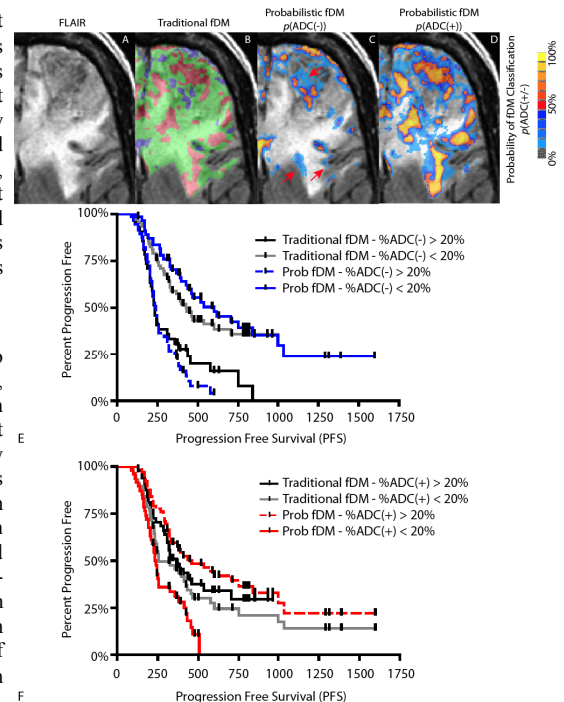 FLAIR
Traditional fDM
Probabilistic fDM
p(ADC(-))
Probabilistic fDM
p(ADC(+))
A
B
C
D
Probability of fDM Classification
p(ADC(+/-)
100%
50%
0%
Percent Progression Free
100%
75%
50%
25%
0%
Traditional fDM - %ADC(-) > 20%
Traditional fDM - %ADC(-) < 20%
Prob fDM - %ADC(-) > 20%
Prob fDM - %ADC(-) < 20%
0 250 500 750 1000 1250 1500 1750
E
Progression Free Survival (PFS)
Percent Progression Free
100%
75%
50%
25%
0%
Traditional fDM - %ADC(+) > 20%
Traditional fDM - %ADC(+) < 20%
Prob fDM - %ADC(+) > 20%
Prob fDM - %ADC(+) < 20%
0 250 500 750 1000 1250 1500 1750
F
Progression Free Survival (PFS)